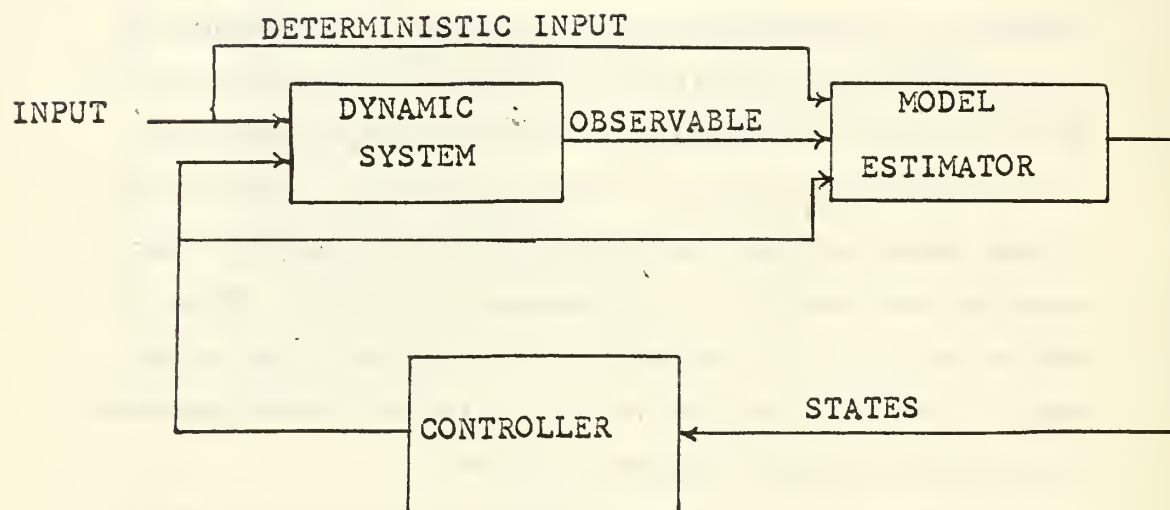 DETERMINISTIC INPUT
INPUT
DYNAMIC
SYSTEM
OBSERVABLE
MODEL
ESTIMATOR
CONTROLLER
STATES